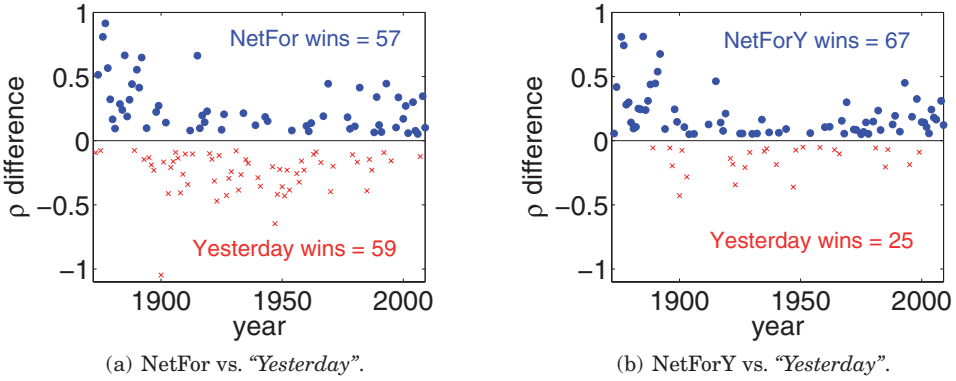 1
0.5
0
−0.5
−1
ρ difference
NetFor wins = 57
Yesterday wins = 59
1900
1950
2000
year
(a) NetFor vs. “Yesterday”.
1
0.5
0
−0.5
−1
ρ difference
NetForY wins = 67
Yesterday wins = 25
1900
1950
2000
year
(b) NetForY vs. “Yesterday”.